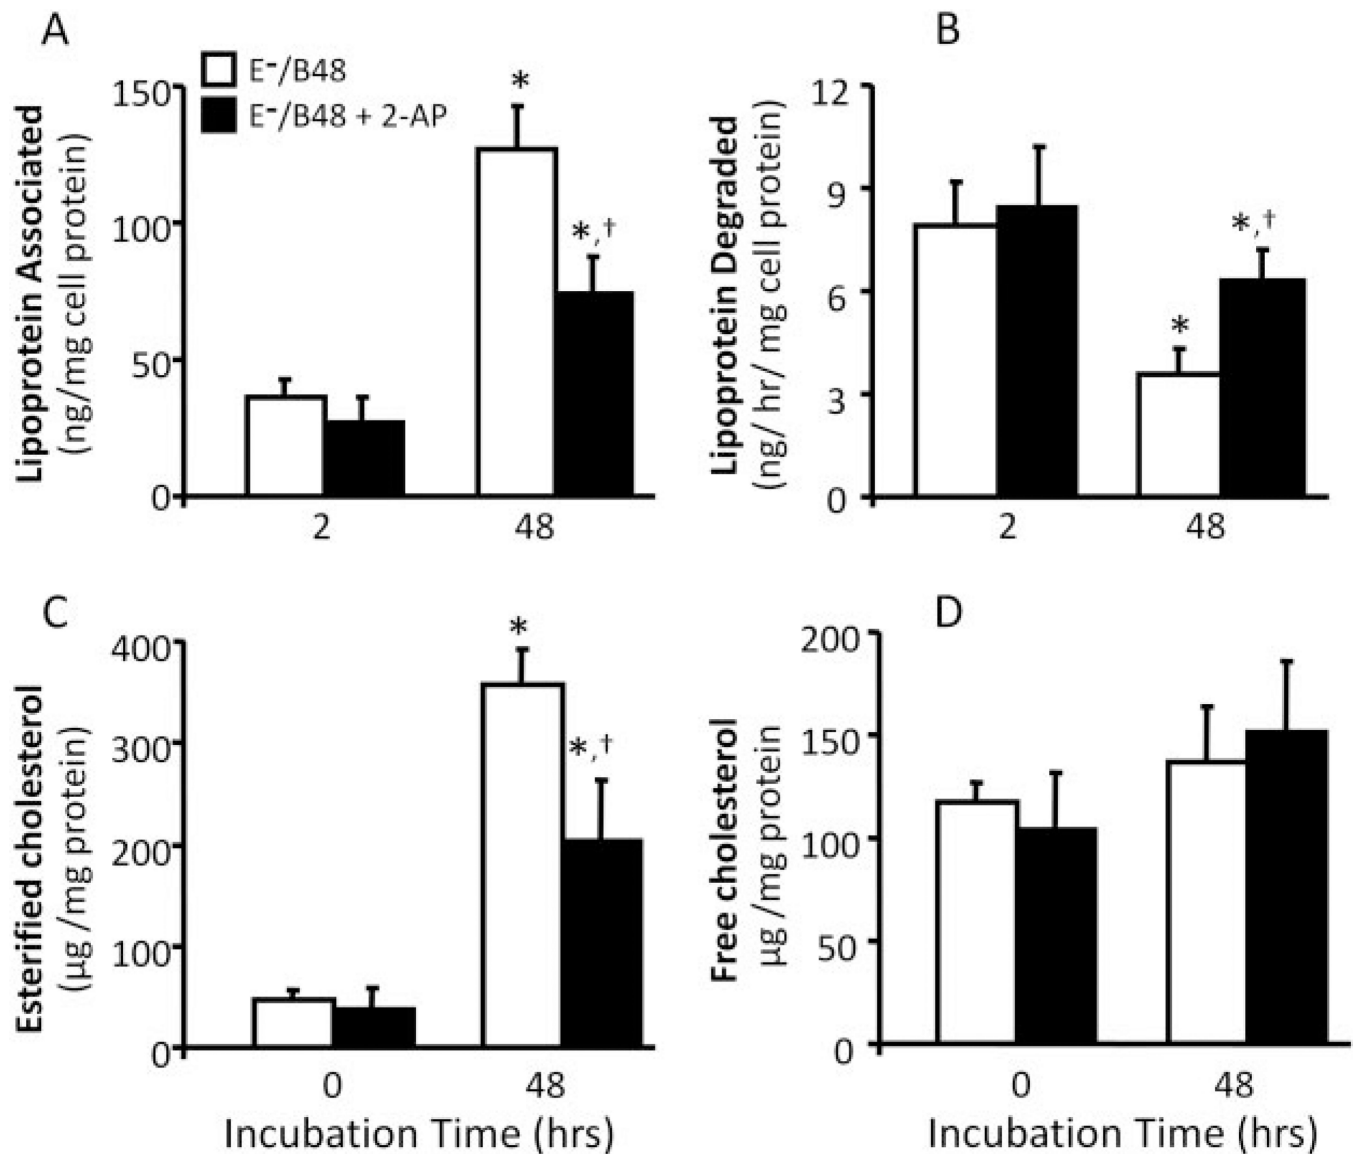 A
E⁻/B48
E⁻/B48 + 2-AP
Lipoprotein Associated
(ng/mg cell protein)
150
100
50
0
*
*,†
2
48
B
Lipoprotein Degraded
(ng/ hr/ mg cell protein)
12
9
6
3
0
*
*,†
2
48
C
Esterified cholesterol
(µg /mg protein)
400
300
200
100
0
*
*,†
0
48
Incubation Time (hrs)
D
Free cholesterol
µg /mg protein
200
150
100
50
0
0
48
Incubation Time (hrs)